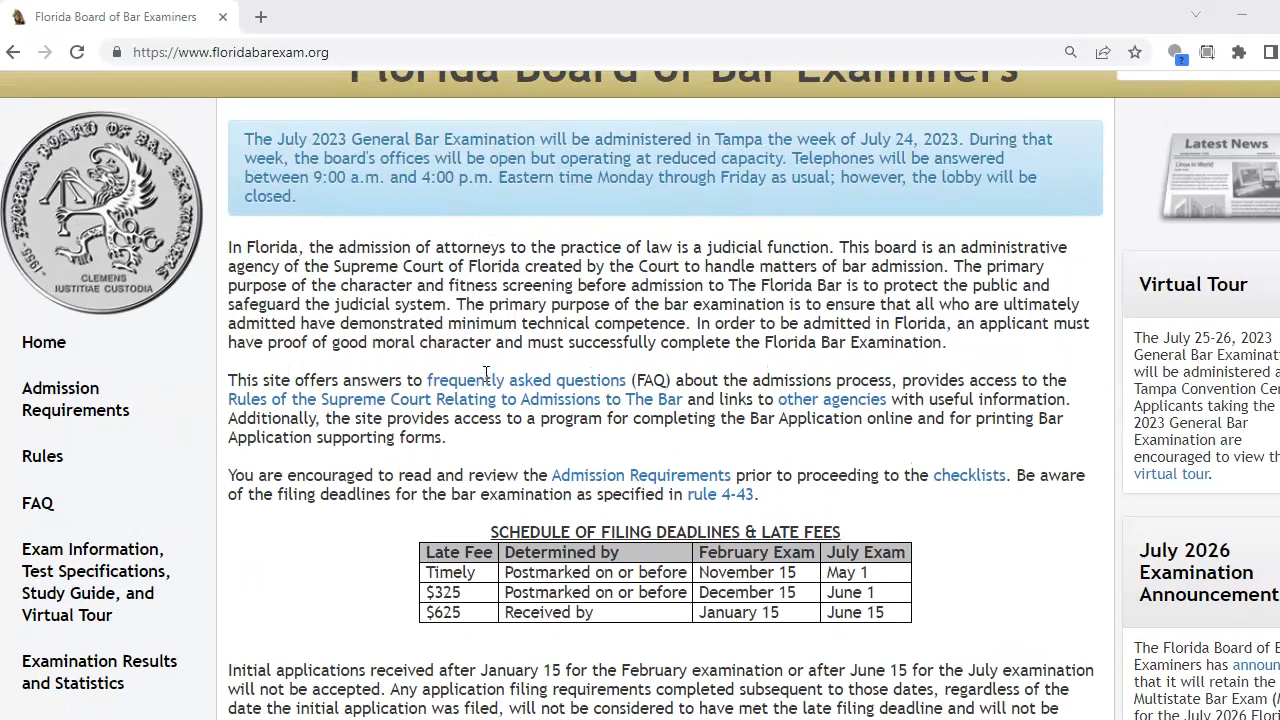 Florida Board of Bar Examiners
https://www.floridabarexam.org
Florida Board of Bar Examiners
FLORIDA BOARD OF BAR EXAMINERS
1955
CLEMENS
IUSTITIAE CUSTODIA
Home
Admission
Requirements
Rules
FAQ
Exam Information,
Test Specifications,
Study Guide, and
Virtual Tour
Examination Results
and Statistics
The July 2023 General Bar Examination will be administered in Tampa the week of July 24, 2023. During that
week, the board's offices will be open but operating at reduced capacity. Telephones will be answered
between 9:00 a.m. and 4:00 p.m. Eastern time Monday through Friday as usual; however, the lobby will be
closed.
In Florida, the admission of attorneys to the practice of law is a judicial function. This board is an administrative
agency of the Supreme Court of Florida created by the Court to handle matters of bar admission. The primary
purpose of the character and fitness screening before admission to The Florida Bar is to protect the public and
safeguard the judicial system. The primary purpose of the bar examination is to ensure that all who are ultimately
admitted have demonstrated minimum technical competence. In order to be admitted in Florida, an applicant must
have proof of good moral character and must successfully complete the Florida Bar Examination.
This site offers answers to frequently asked questions (FAQ) about the admissions process, provides access to the
Rules of the Supreme Court Relating to Admissions to The Bar and links to other agencies with useful information.
Additionally, the site provides access to a program for completing the Bar Application online and for printing Bar
Application supporting forms.
You are encouraged to read and review the Admission Requirements prior to proceeding to the checklists. Be aware
of the filing deadlines for the bar examination as specified in rule 4-43.
SCHEDULE OF FILING DEADLINES & LATE FEES
Late Fee Determined by February Exam July Exam
Timely Postmarked on or before November 15 May 1
$325 Postmarked on or before December 15 June 1
$625 Received by January 15 June 15
Initial applications received after January 15 for the February examination or after June 15 for the July examination
will not be accepted. Any application filing requirements completed subsequent to those dates, regardless of the
date the initial application was filed, will not be considered to have met the late filing deadline and will not be
Latest News
Virtual Tour
The July 25-26, 2023
General Bar Examinat
will be administered a
Tampa Convention Ce
Applicants taking the
2023 General Bar
Examination are
encouraged to view th
virtual tour.
July 2026
Examination
Announcement
The Florida Board of B
Examiners has announ
that it will retain the
Multistate Bar Exam (
for the July 2026 Flori